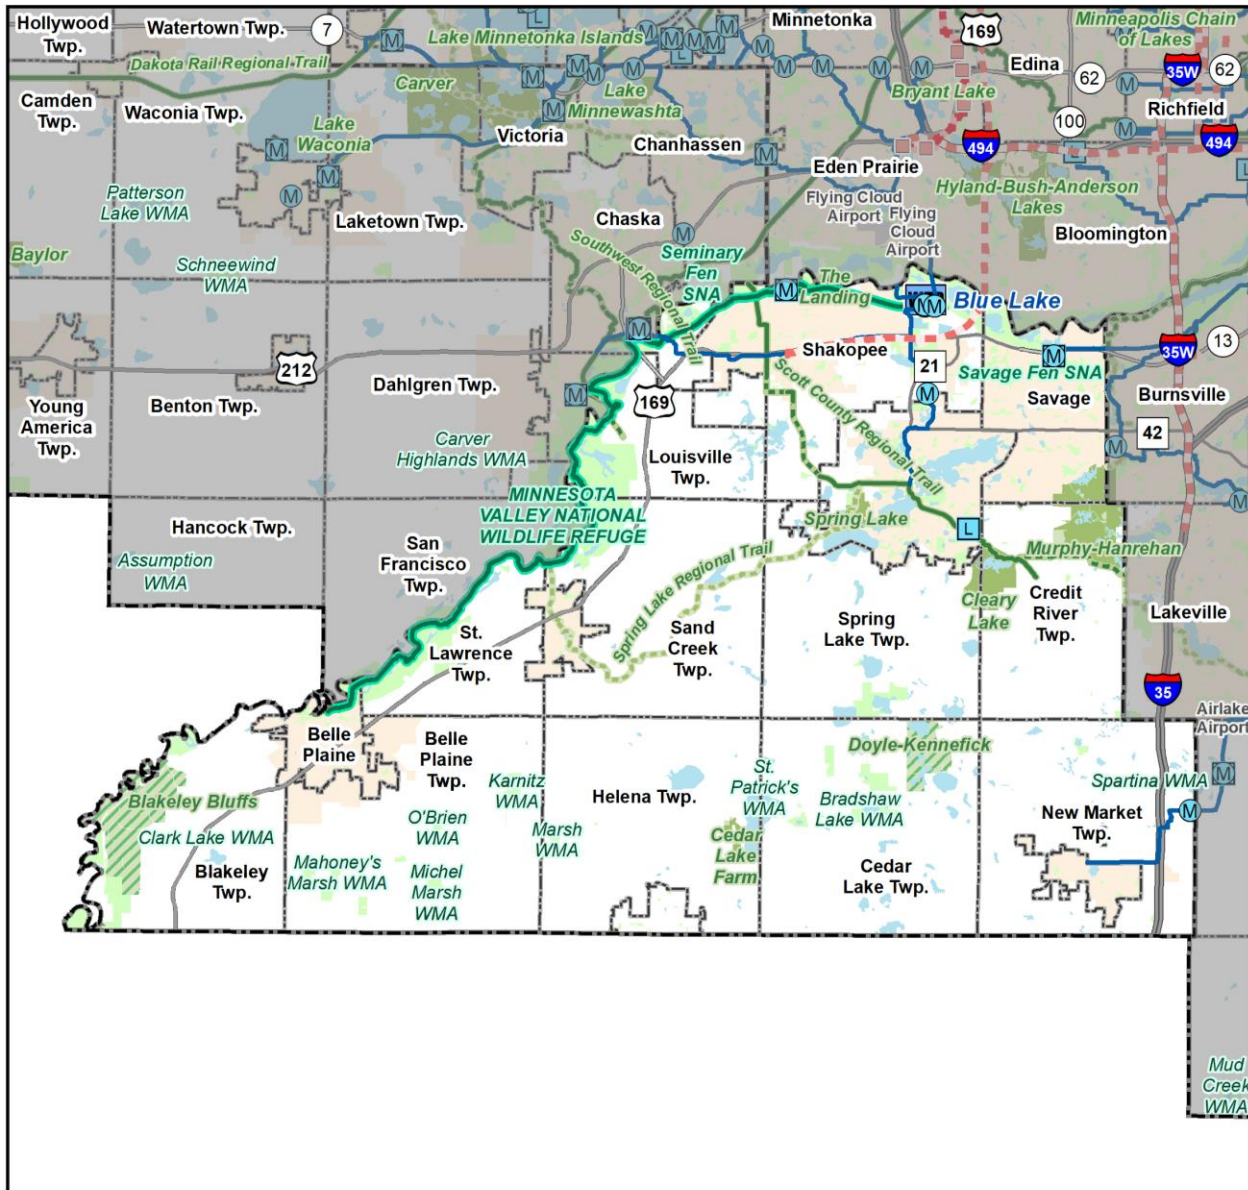 Hollywood
Twp.
Watertown Twp.
7
M
Lake Minnetonka Islands
L
M
Minnetonka
169
Minneapolis Chain
of Lakes
Edina
62
35W
62
Dakota Rail Regional Trail
Carver
Lake
Minnewashta
Bryant Lake
Camden
Twp.
Waconia Twp.
Lake
Waconia
Victoria
Chanhassen
100
Richfield
494
494
Eden Prairie
Patterson
Lake WMA
Laketown Twp.
Chaska
Flying Cloud
Airport
Flying
Cloud
Airport
Hyland-Bush-Anderson
Lakes
Bloomington
Baylor
Schneewind
WMA
Southwest Regional
Trail
Seminary
Fen
SNA
M
The
Landing
M
Blue Lake
212
Dahlgren Twp.
Shakopee
21
M
Savage Fen SNA
35W
13
Young
America
Twp.
Benton Twp.
169
Scott County Regional Trail
M
Savage
Burnsville
Carver
Highlands WMA
Louisville
Twp.
42
M
MINNESOTA
VALLEY NATIONAL
WILDLIFE REFUGE
Hancock Twp.
San
Francisco
Twp.
Spring Lake
L
Murphy-Hanrehan
Assumption
WMA
Spring Lake Regional Trail
Cleary
Lake
Credit
River
Twp.
Lakeville
St.
Lawrence
Twp.
Sand
Creek
Twp.
Spring
Lake Twp.
35
Belle
Plaine
Belle
Plaine
Twp.
Doyle-Kennefick
Airlake
Airport
Blakeley Bluffs
Karnitz
WMA
Helena Twp.
St.
Patrick's
WMA
Bradshaw
Lake WMA
Spartina WMA
M
M
Clark Lake WMA
O'Brien
WMA
Marsh
WMA
New Market
Twp.
Blakeley
Twp.
Mahoney's
Marsh WMA
Michel
Marsh
WMA
Cedar
Lake
Farm
Cedar
Lake Twp.
Mud
Creek
WMA